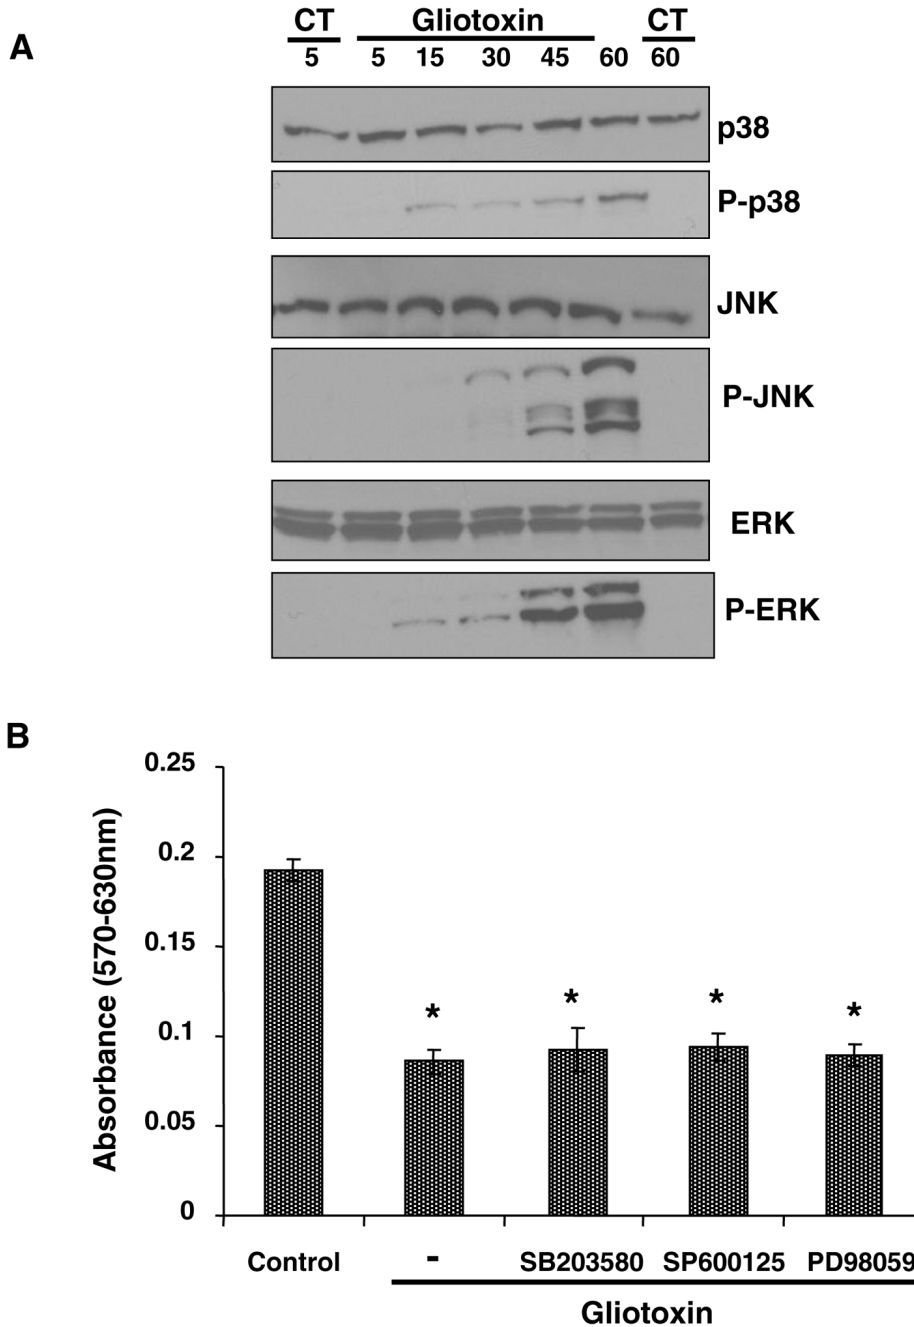 A
CT Gliotoxin CT
5 5 15 30 45 60 60
p38
P-p38
JNK
P-JNK
ERK
P-ERK
B
Absorbance (570-630nm)
0.25
0.2
0.15
0.1
0.05
0
* * * *
Control - SB203580 SP600125 PD98059
Gliotoxin